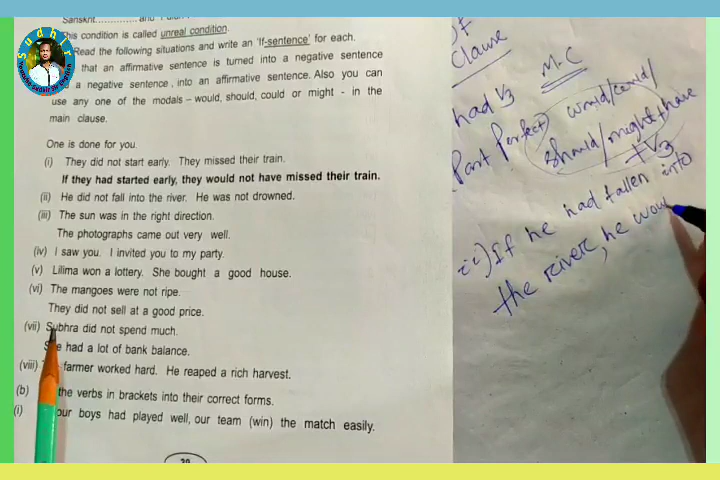 Sanskrit.............. and
This condition is called unreal condition.
Read the following situations and write an 'If-sentence' for each.
that an affirmative sentence is turned into a negative sentence
a negative sentence , into an affirmative sentence. Also you can
use any one of the modals – would, should, could or might - in the
main clause.
One is done for you.
(i) They did not start early. They missed their train.
If they had started early, they would not have missed their train.
(ii) He did not fall into the river. He was not drowned.
(iii) The sun was in the right direction.
The photographs came out very well.
(iv) I saw you. I invited you to my party.
(v) Lilima won a lottery. She bought a good house.
(vi) The mangoes were not ripe.
They did not sell at a good price.
(vii) Subhra did not spend much.
She had a lot of bank balance.
(viii) farmer worked hard. He reaped a rich harvest.
(b) the verbs in brackets into their correct forms.
(i) our boys had played well, our team (win) the match easily.
Sudhir
If
Clause
M.C
had V3
Past Perfect
would/could/
should/might+have
+V3
ii) If he had fallen into
the river, he wou